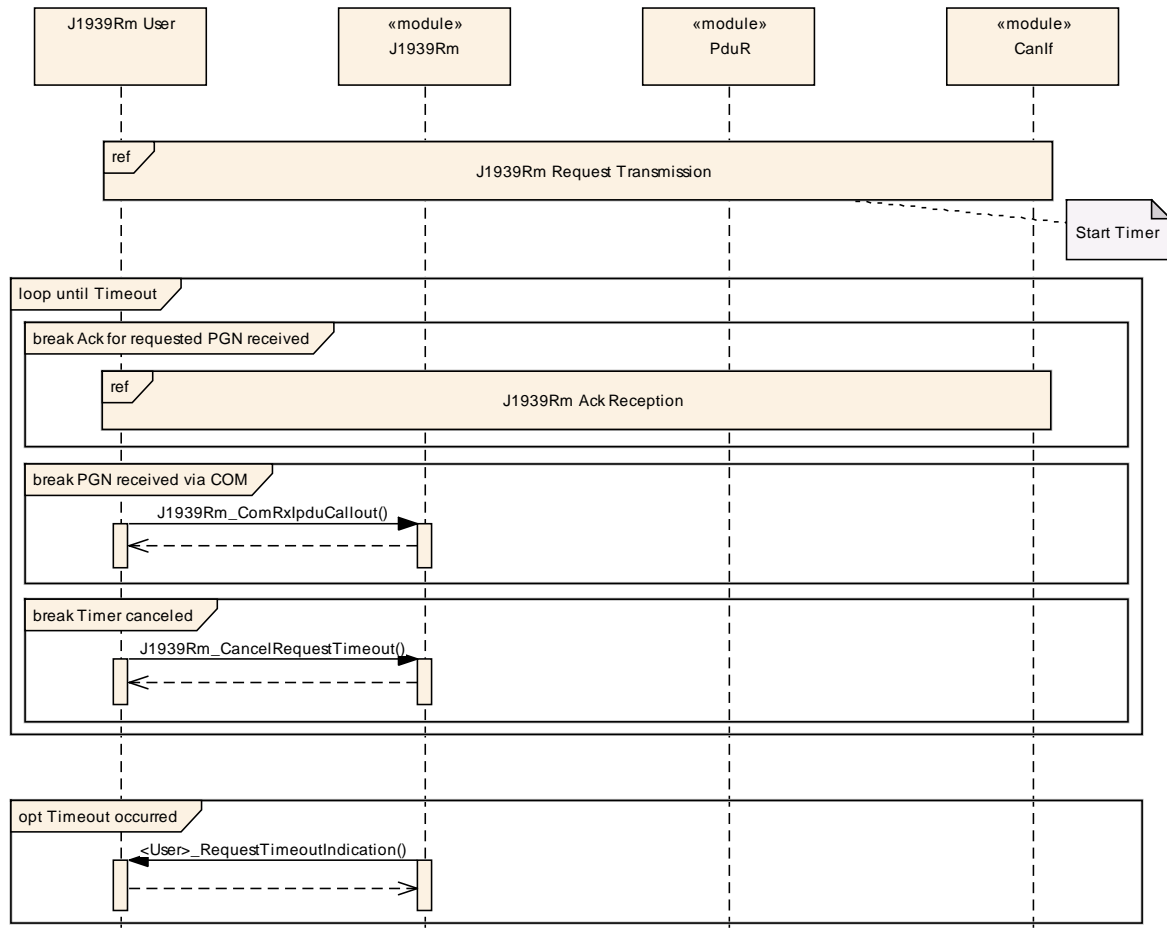 J1939Rm User
«module»
J1939Rm
«module»
PduR
«module»
CanIf
ref
J1939Rm Request Transmission
Start Timer
loop until Timeout
break Ack for requested PGN received
ref
J1939Rm Ack Reception
break PGN received via COM
J1939Rm_ComRxIpduCallout()
break Timer canceled
J1939Rm_CancelRequestTimeout()
opt Timeout occurred
<User>_RequestTimeoutIndication()